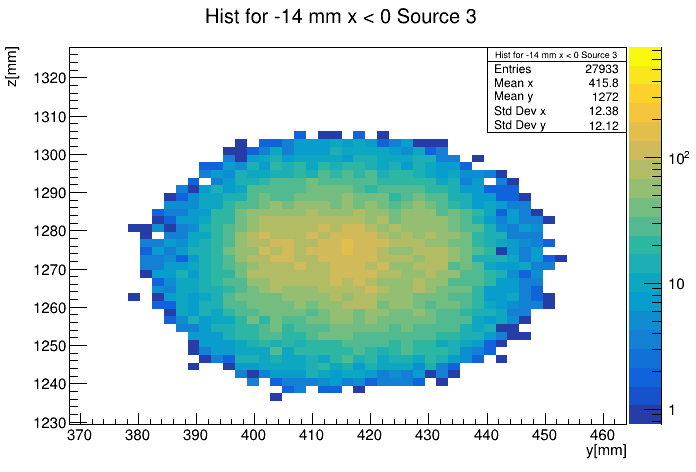 Hist for -14 mm x < 0 Source 3
z[mm]
Hist for -14 mm x < 0 Source 3
Entries 27933
Mean x 415.8
Mean y 1272
Std Dev x 12.38
Std Dev y 12.12
1320
1310
1300
1290
1280
1270
1260
1250
1240
1230
10²
10
1
370 380 390 400 410 420 430 440 450 460
y[mm]